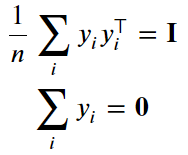 1/n ∑_i y_i y_i^⊤ = I
∑_i y_i = 0